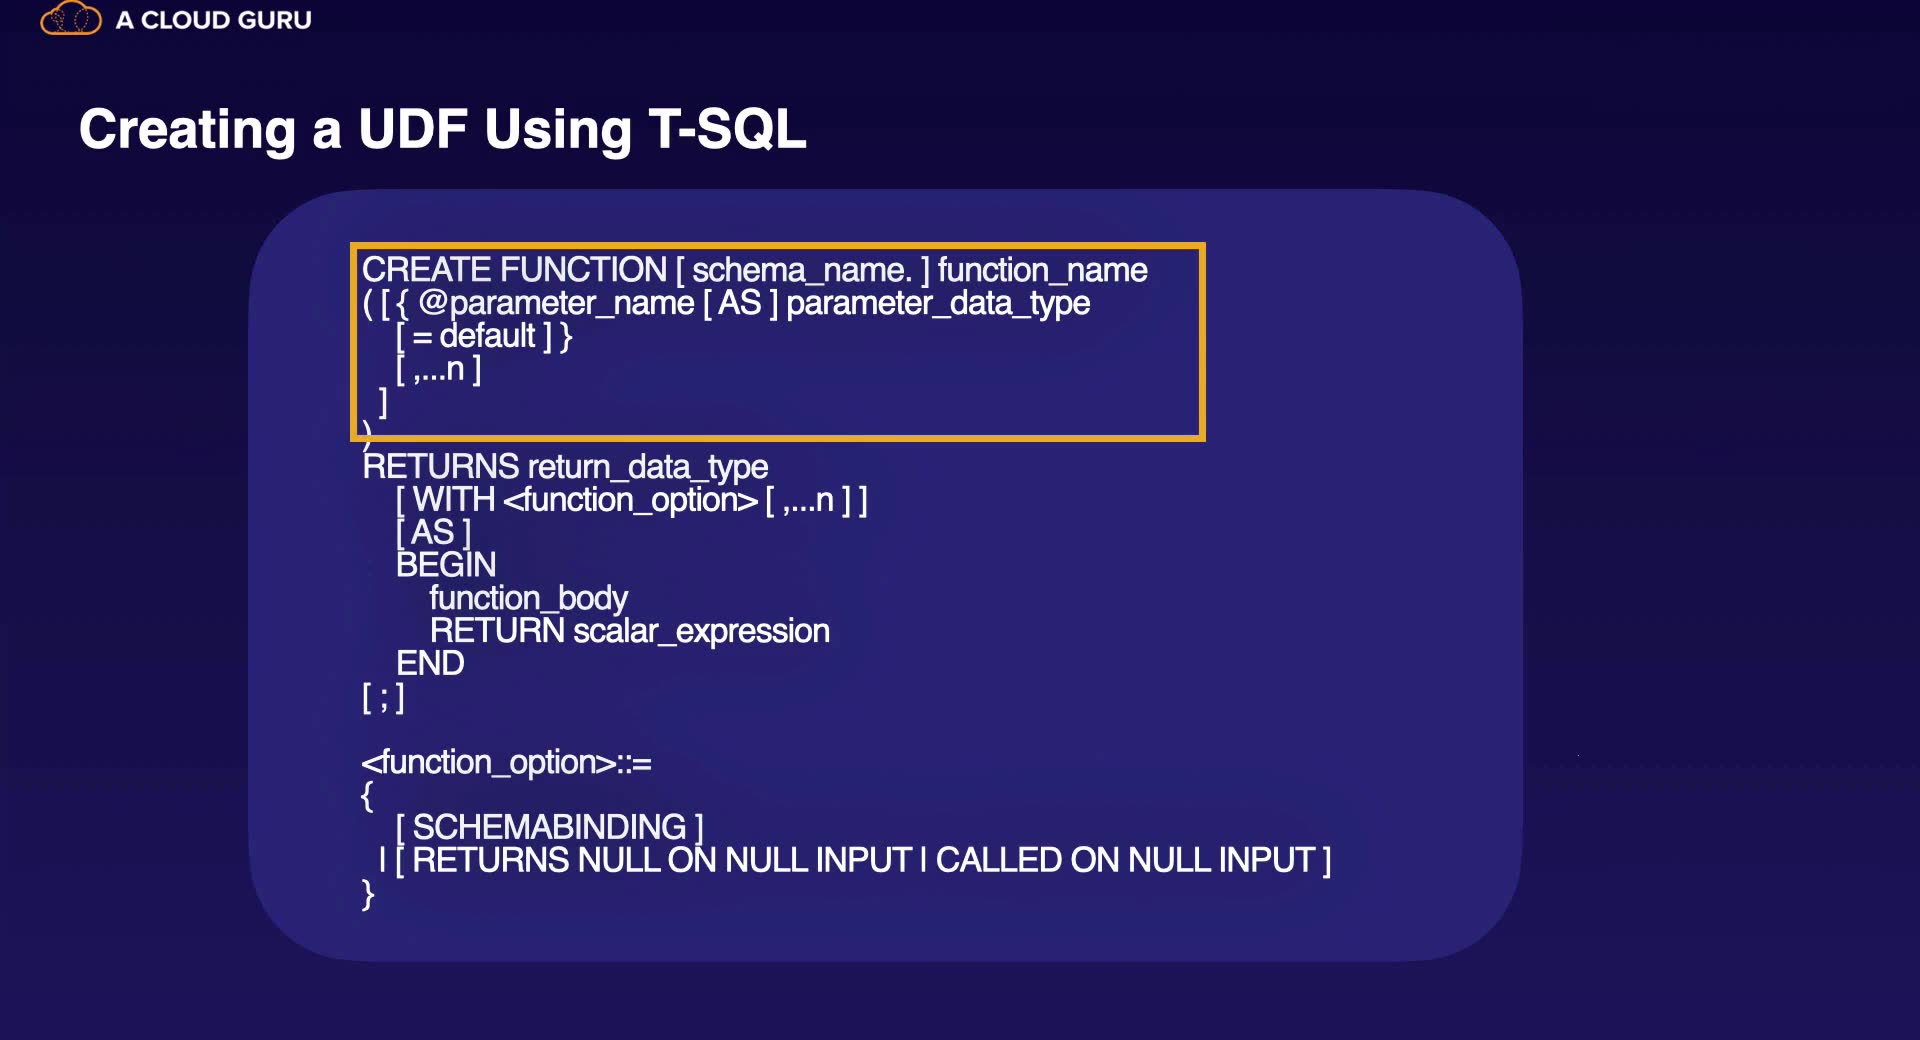 A CLOUD GURU
Creating a UDF Using T-SQL
CREATE FUNCTION [ schema_name. ] function_name
( [ { @parameter_name [ AS ] parameter_data_type
[ = default ] }
[ ,...n ]
]
)
RETURNS return_data_type
[ WITH <function_option> [ ,...n ] ]
[ AS ]
BEGIN
function_body
RETURN scalar_expression
END
[ ; ]
<function_option>::=
{
[ SCHEMABINDING ]
| [ RETURNS NULL ON NULL INPUT | CALLED ON NULL INPUT ]
}